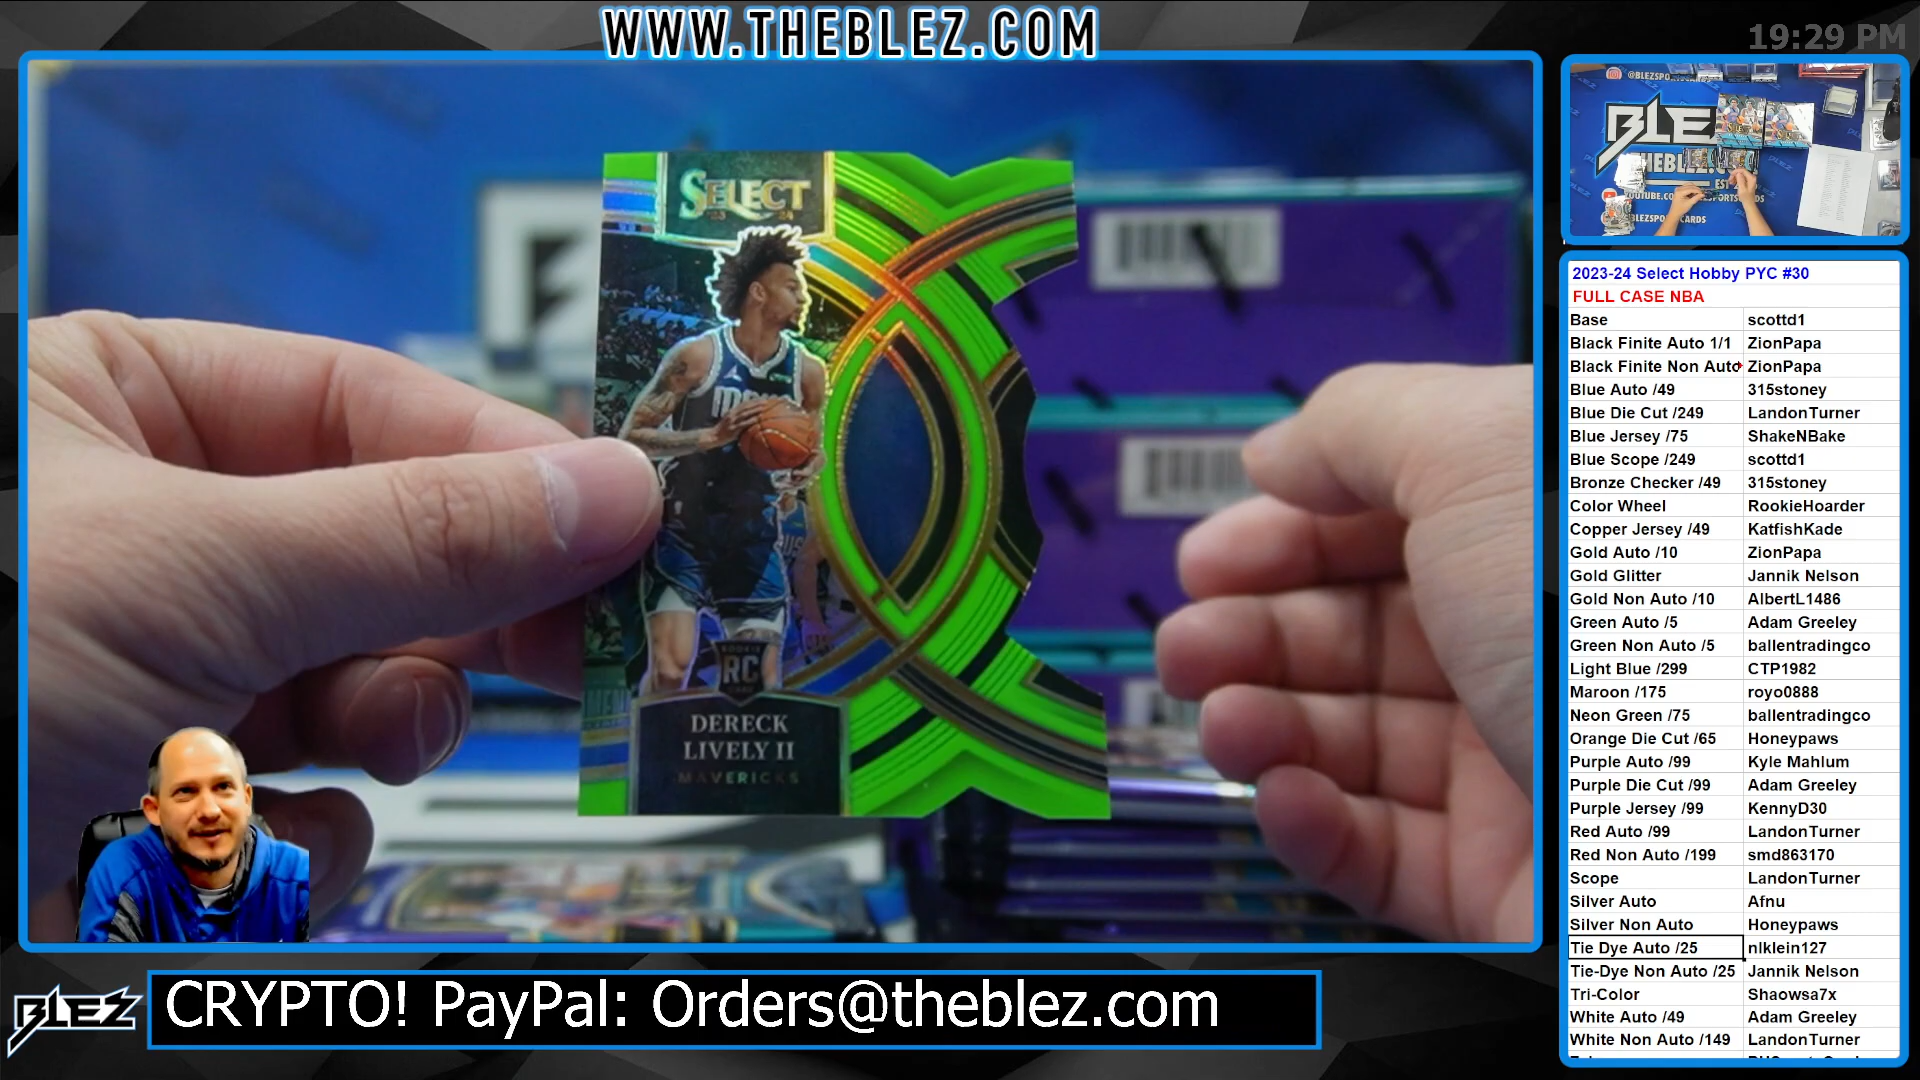 WWW.THEBLEZ.COM
19:29 PM
SELECT
23 24
ROOKIE
RC
DERECK
LIVELY II
MAVERICKS
@BLEZSPORTSCARDS
BLE
THEBLEZ.COM
2023-24 Select Hobby PYC #30
FULL CASE NBA
Base scottd1
Black Finite Auto 1/1 ZionPapa
Black Finite Non Auto ZionPapa
Blue Auto /49 315stoney
Blue Die Cut /249 LandonTurner
Blue Jersey /75 ShakeNBake
Blue Scope /249 scottd1
Bronze Checker /49 315stoney
Color Wheel RookieHoarder
Copper Jersey /49 KatfishKade
Gold Auto /10 ZionPapa
Gold Glitter Jannik Nelson
Gold Non Auto /10 AlbertL1486
Green Auto /5 Adam Greeley
Green Non Auto /5 ballentradingco
Light Blue /299 CTP1982
Maroon /175 royo0888
Neon Green /75 ballentradingco
Orange Die Cut /65 Honeypaws
Purple Auto /99 Kyle Mahlum
Purple Die Cut /99 Adam Greeley
Purple Jersey /99 KennyD30
Red Auto /99 LandonTurner
Red Non Auto /199 smd863170
Scope LandonTurner
Silver Auto Afnu
Silver Non Auto Honeypaws
Tie Dye Auto /25 nlklein127
Tie-Dye Non Auto /25 Jannik Nelson
Tri-Color Shaowsa7x
White Auto /49 Adam Greeley
White Non Auto /149 LandonTurner
BLEZ
CRYPTO! PayPal: Orders@theblez.com